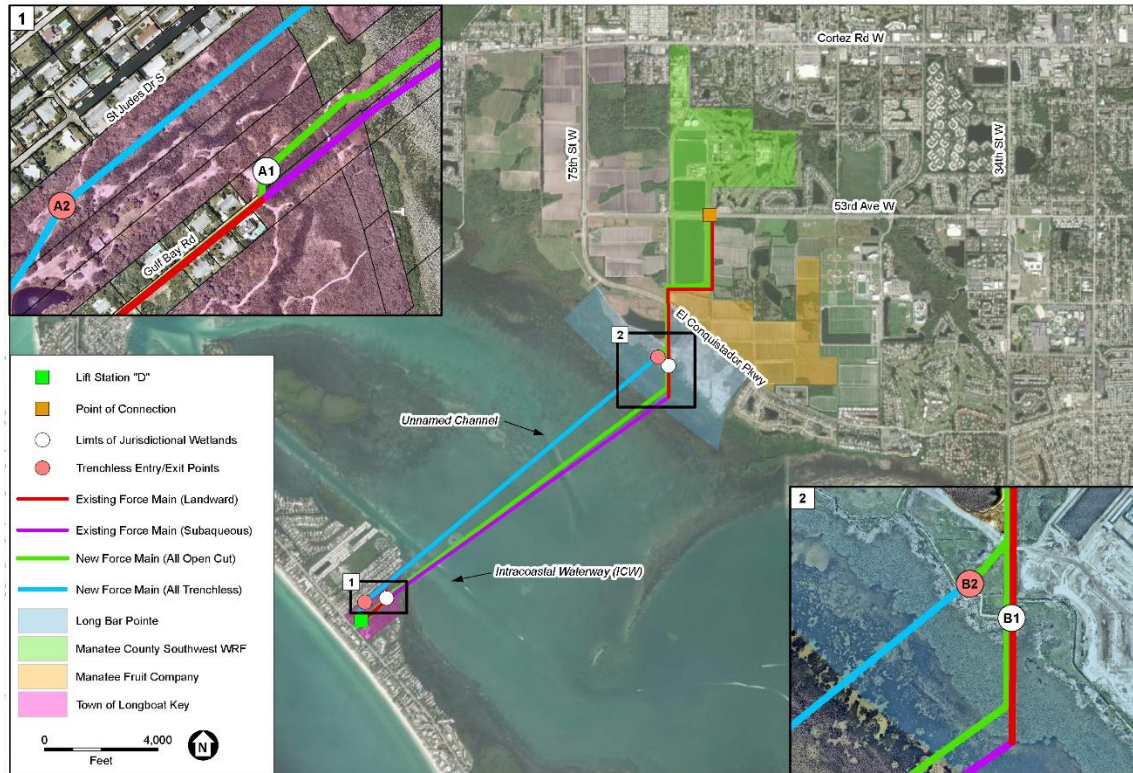 1
St Judes Dr S
A1
A2
Gulf Bay Rd
Cortez Rd W
75th St W
34th St W
53rd Ave W
El Conquistador Pkwy
2
Unnamed Channel
Intracoastal Waterway (ICW)
1
Lift Station "D"
Point of Connection
Limts of Jurisdictional Wetlands
Trenchless Entry/Exit Points
Existing Force Main (Landward)
Existing Force Main (Subaqueous)
New Force Main (All Open Cut)
New Force Main (All Trenchless)
Long Bar Pointe
Manatee County Southwest WRF
Manatee Fruit Company
Town of Longboat Key
0 4,000
Feet
N
2
B2
B1